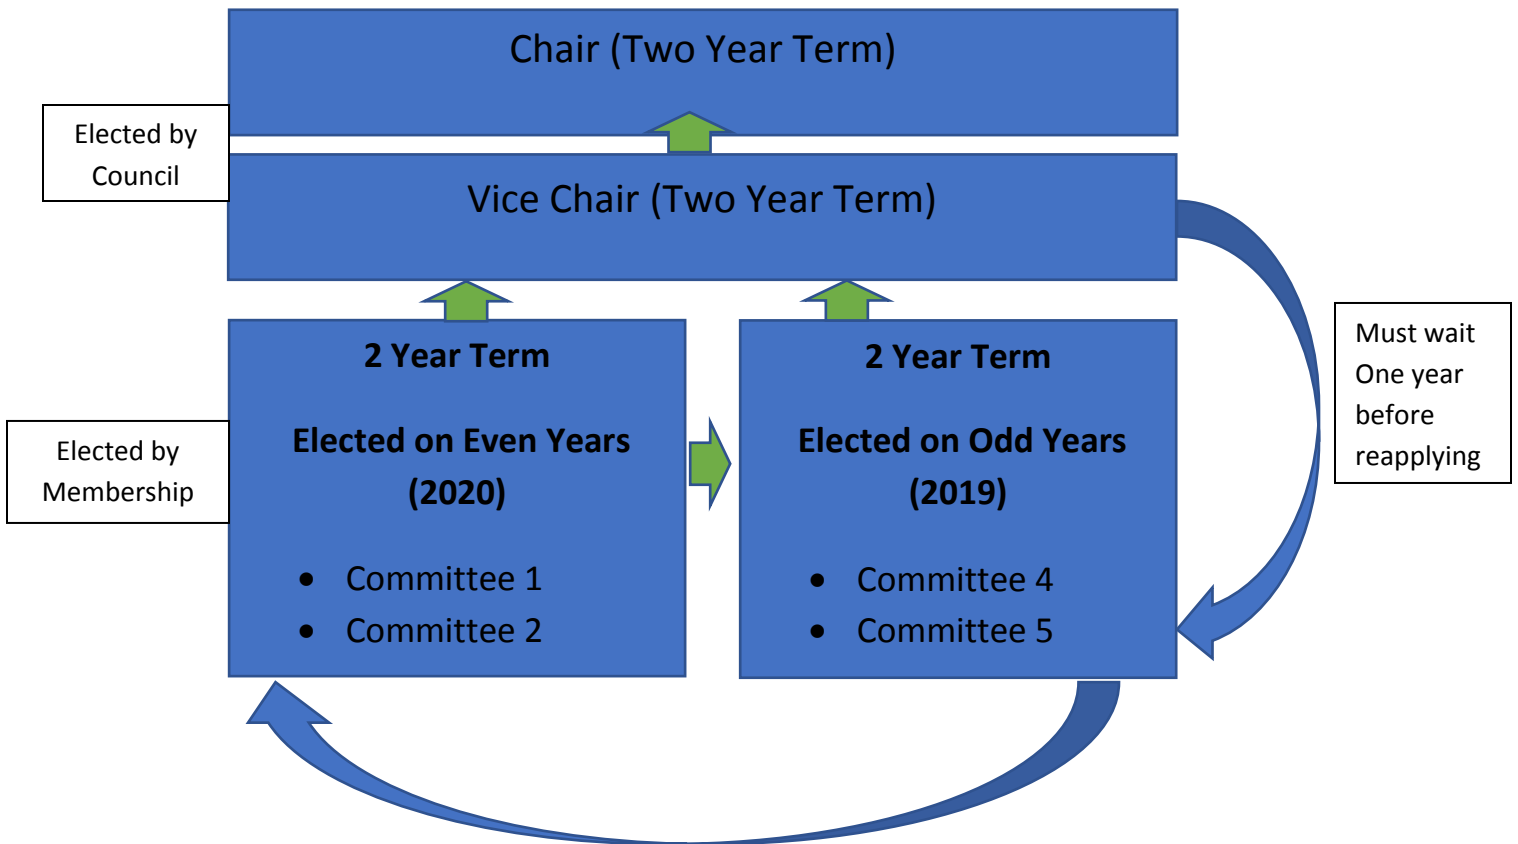 Chair (Two Year Term)
Elected by
Council
Vice Chair (Two Year Term)
2 Year Term
Elected on Even Years
(2020)
• Committee 1
• Committee 2
2 Year Term
Elected on Odd Years
(2019)
• Committee 4
• Committee 5
Must wait
One year
before
reapplying
Elected by
Membership